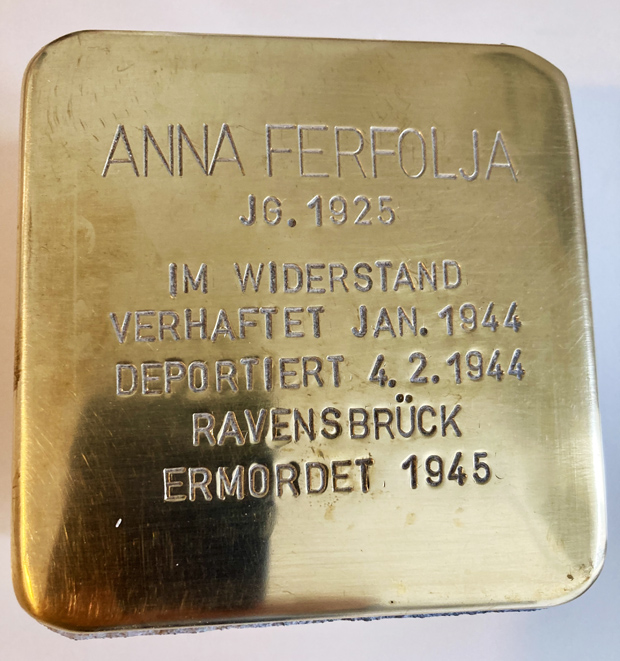 ANNA FERFOLJA
JG. 1925
IM WIDERSTAND
VERHAFTET JAN. 1944
DEPORTIERT 4. 2. 1944
RAVENSBRÜCK
ERMORDET 1945